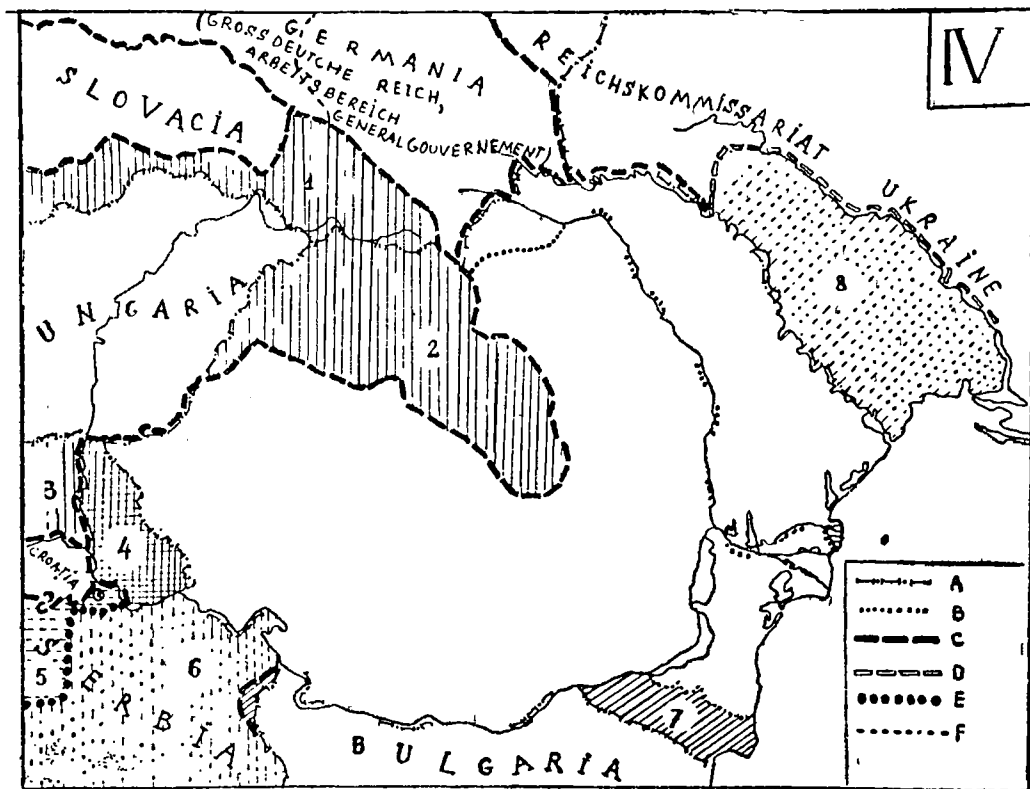 IV
GERMANIA
(GROSSDEUTCHE REICH,
ARBEYTSBEREICH
GENERALGOUVERNEMENT)
REICHSKOMMISSARIAT
UKRAINE
SLOVACIA
1
UNGARIA
2
8
3
4
CROATIA
5
SERBIA
6
7
BULGARIA
A
B
C
D
E
F